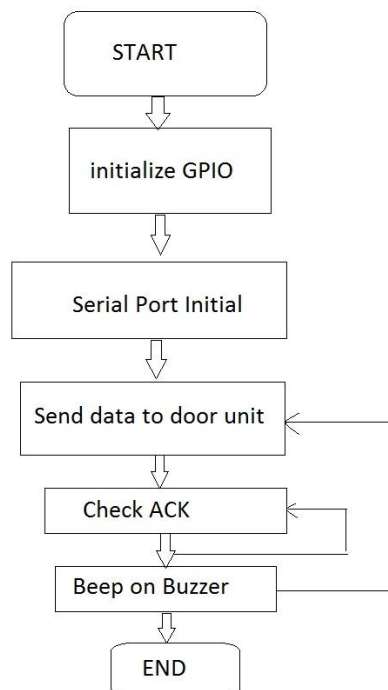 START
initialize GPIO
Serial Port Initial
Send data to door unit
Check ACK
Beep on Buzzer
END